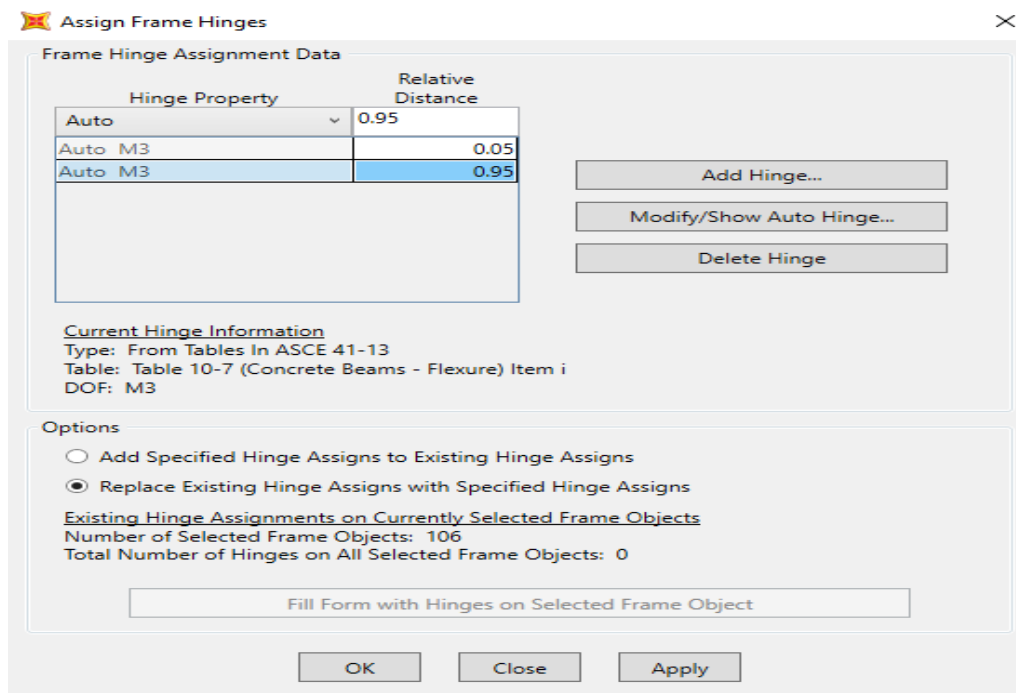 Assign Frame Hinges
Frame Hinge Assignment Data
Hinge Property
Relative
Distance
Auto 0.95
Auto M3 0.05
Auto M3 0.95
Add Hinge...
Modify/Show Auto Hinge...
Delete Hinge
Current Hinge Information
Type: From Tables In ASCE 41-13
Table: Table 10-7 (Concrete Beams - Flexure) Item i
DOF: M3
Options
Add Specified Hinge Assigns to Existing Hinge Assigns
Replace Existing Hinge Assigns with Specified Hinge Assigns
Existing Hinge Assignments on Currently Selected Frame Objects
Number of Selected Frame Objects: 106
Total Number of Hinges on All Selected Frame Objects: 0
Fill Form with Hinges on Selected Frame Object
OK Close Apply